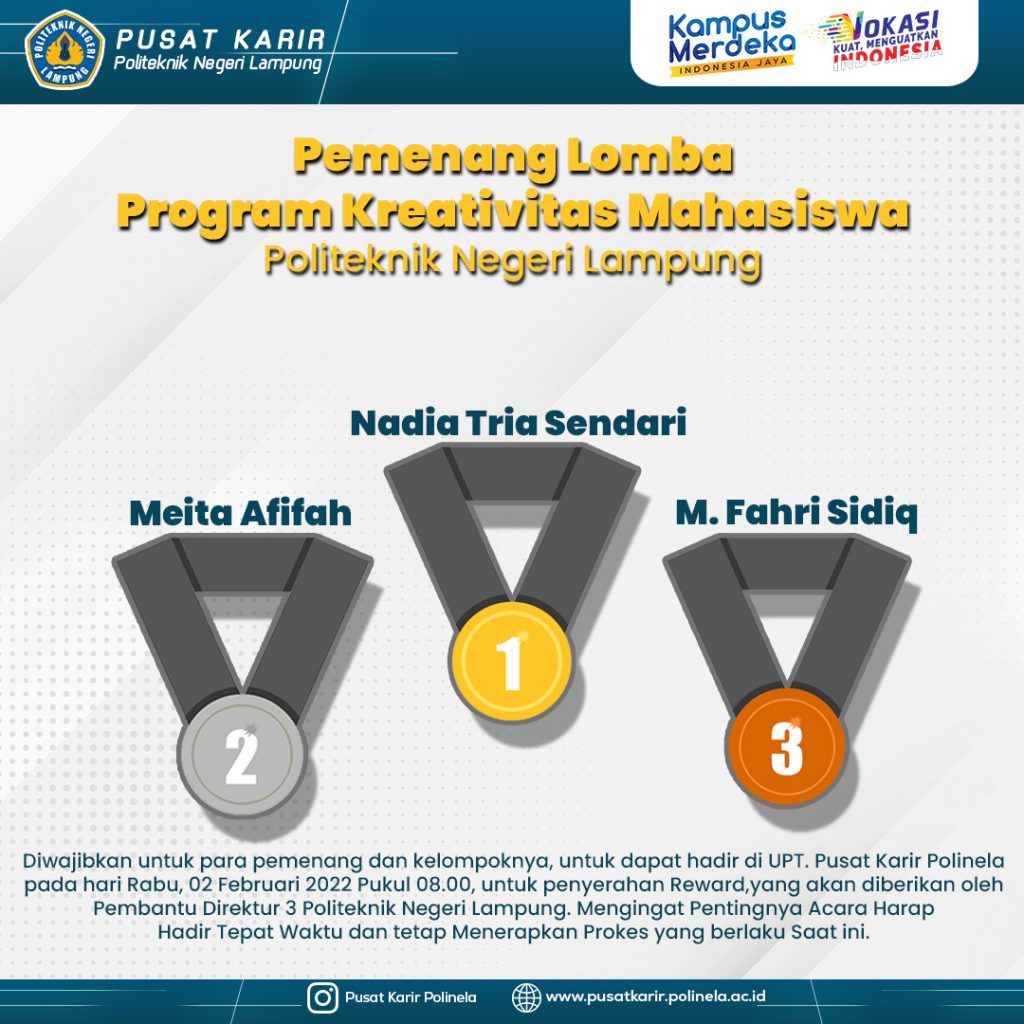 POLITEKNIK NEGERI
LAMPUNG
PUSAT KARIR
Politeknik Negeri Lampung
Kampus
Merdeka
INDONESIA JAYA
VOKASI
KUAT, MENGUATKAN
INDONESIA
Pemenang Lomba
Program Kreativitas Mahasiswa
Politeknik Negeri Lampung
Nadia Tria Sendari
Meita Afifah
M. Fahri Sidiq
1
2
3
Diwajibkan untuk para pemenang dan kelompoknya, untuk dapat hadir di UPT. Pusat Karir Polinela
pada hari Rabu, 02 Februari 2022 Pukul 08.00, untuk penyerahan Reward,yang akan diberikan oleh
Pembantu Direktur 3 Politeknik Negeri Lampung. Mengingat Pentingnya Acara Harap
Hadir Tepat Waktu dan tetap Menerapkan Prokes yang berlaku Saat ini.
Pusat Karir Polinela
www.pusatkarir.polinela.ac.id